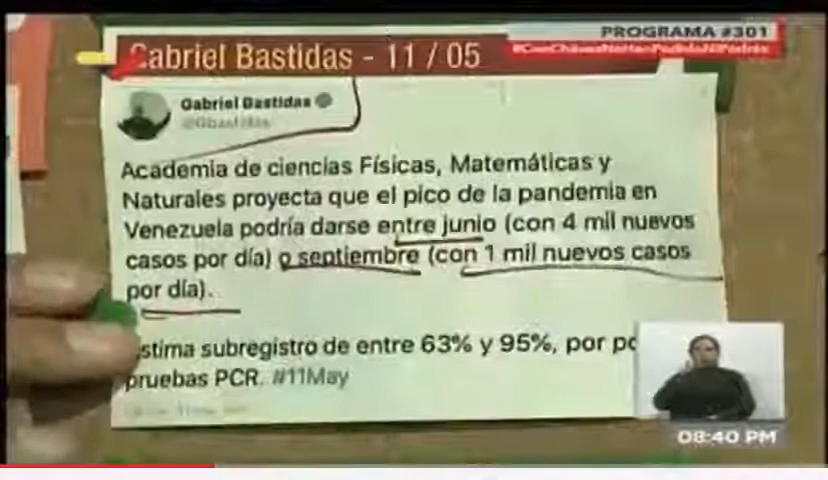 PROGRAMA #301
#ConChávezNoHanPodidoNiPodrán
Gabriel Bastidas - 11 / 05
Gabriel Bastidas
@Gbastidas
Academia de ciencias Físicas, Matemáticas y
Naturales proyecta que el pico de la pandemia en
Venezuela podría darse entre junio (con 4 mil nuevos
casos por día) o septiembre (con 1 mil nuevos casos
por día).
stima subregistro de entre 63% y 95%, por po
pruebas PCR. #11May
08:40 PM